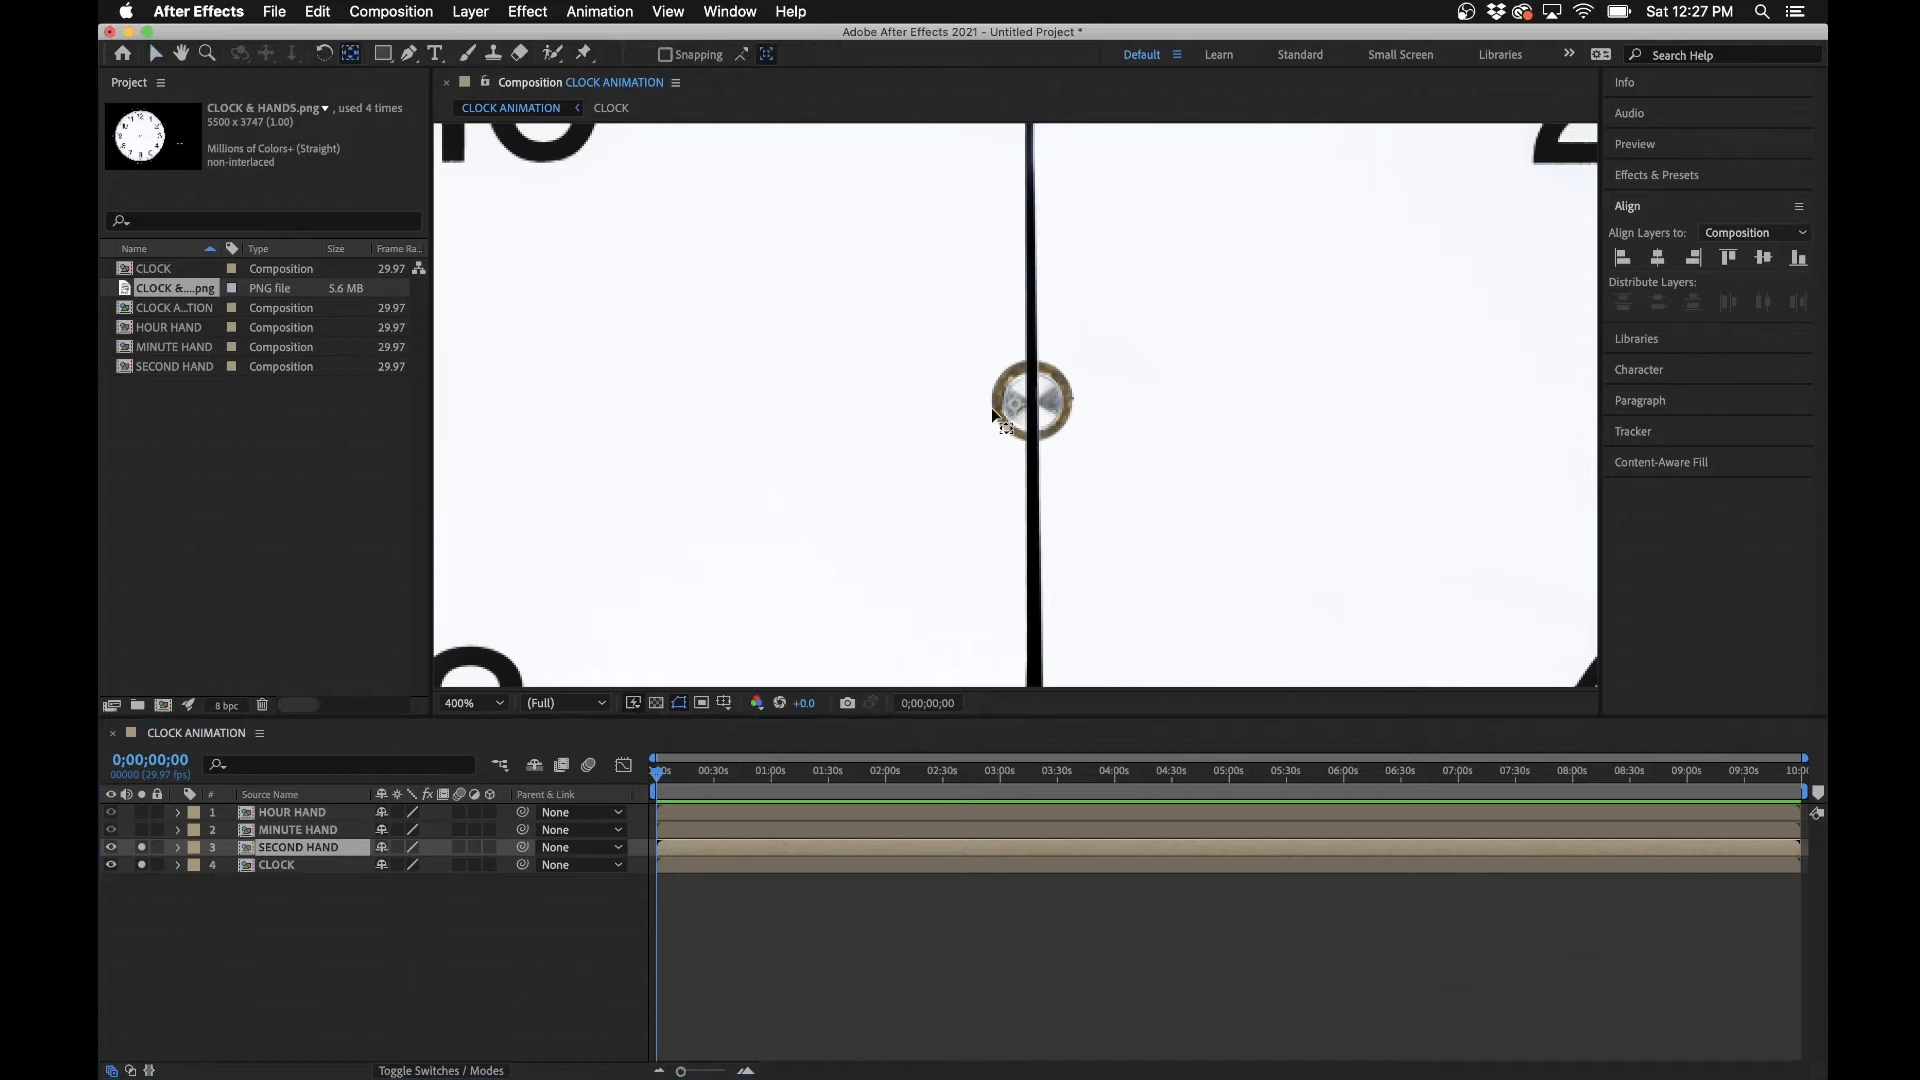 After Effects File Edit Composition Layer Effect Animation View Window Help Sat 12:27 PM
Adobe After Effects 2021 - Untitled Project *
Snapping Default Learn Standard Small Screen Libraries Search Help
Project
CLOCK & HANDS.png , used 4 times
5500 x 3747 (1.00)
Millions of Colors+ (Straight)
non-interlaced
Name Type Size Frame Ra...
CLOCK Composition 29.97
CLOCK &....png PNG file 5.6 MB
CLOCK A...TION Composition 29.97
HOUR HAND Composition 29.97
MINUTE HAND Composition 29.97
SECOND HAND Composition 29.97
8 bpc
Composition CLOCK ANIMATION
CLOCK ANIMATION CLOCK
400% (Full) +0.0 0;00;00;00
Info
Audio
Preview
Effects & Presets
Align
Align Layers to: Composition
Distribute Layers:
Libraries
Character
Paragraph
Tracker
Content-Aware Fill
CLOCK ANIMATION
0;00;00;00
00000 (29.97 fps)
00:30s 01:00s 01:30s 02:00s 02:30s 03:00s 03:30s 04:00s 04:30s 05:00s 05:30s 06:00s 06:30s 07:00s 07:30s 08:00s 08:30s 09:00s 09:30s 10:0
# Source Name fx Parent & Link
1 HOUR HAND None
2 MINUTE HAND None
3 SECOND HAND None
4 CLOCK None
Toggle Switches / Modes